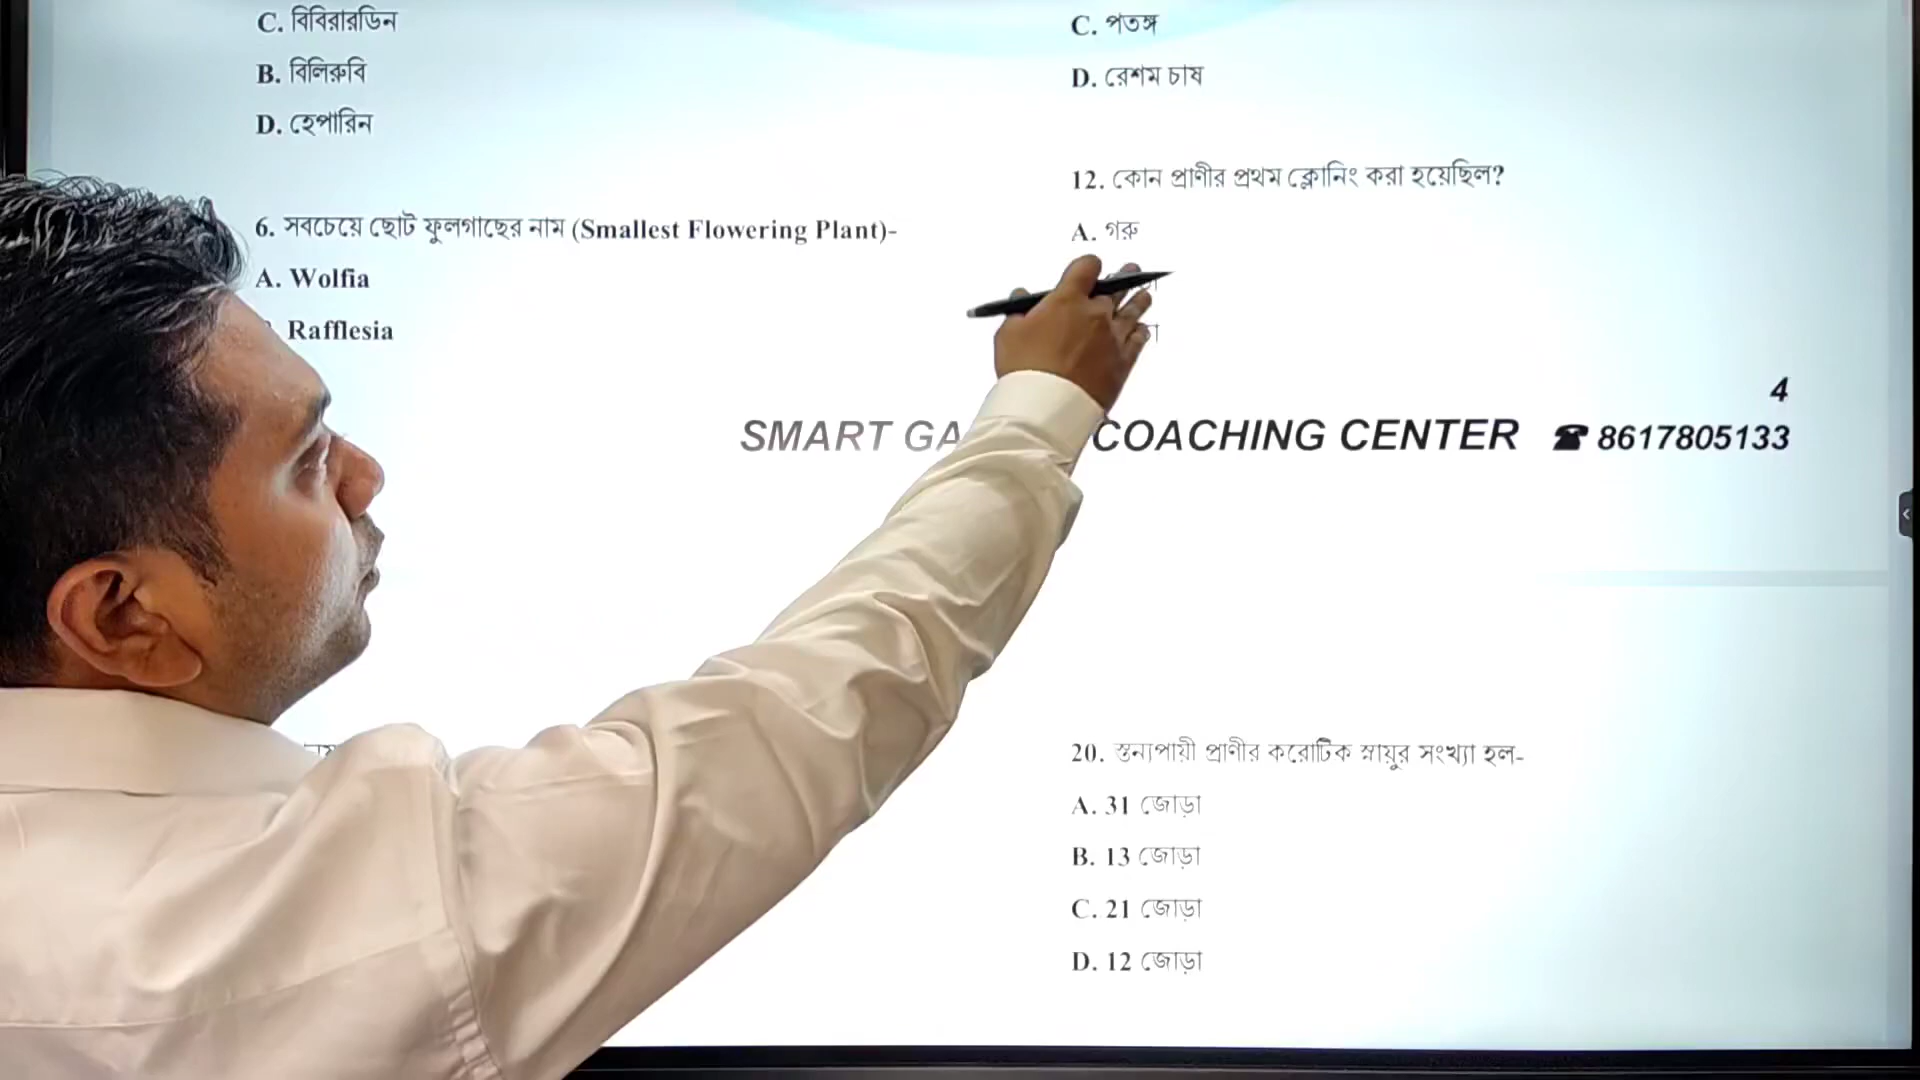 C. বিবিরারডিন
B. বিলিরুবি
D. হেপারিন
6. সবচেয়ে ছোট ফুলগাছের নাম (Smallest Flowering Plant)-
A. Wolfia
Rafflesia
C. পতঙ্গ
D. রেশম চাষ
12. কোন প্রাণীর প্রথম ক্লোনিং করা হয়েছিল?
A. গরু
4
SMART GA COACHING CENTER ☎ 8617805133
20. স্তন্যপায়ী প্রাণীর করোটিক স্নায়ুর সংখ্যা হল-
A. 31 জোড়া
B. 13 জোড়া
C. 21 জোড়া
D. 12 জোড়া